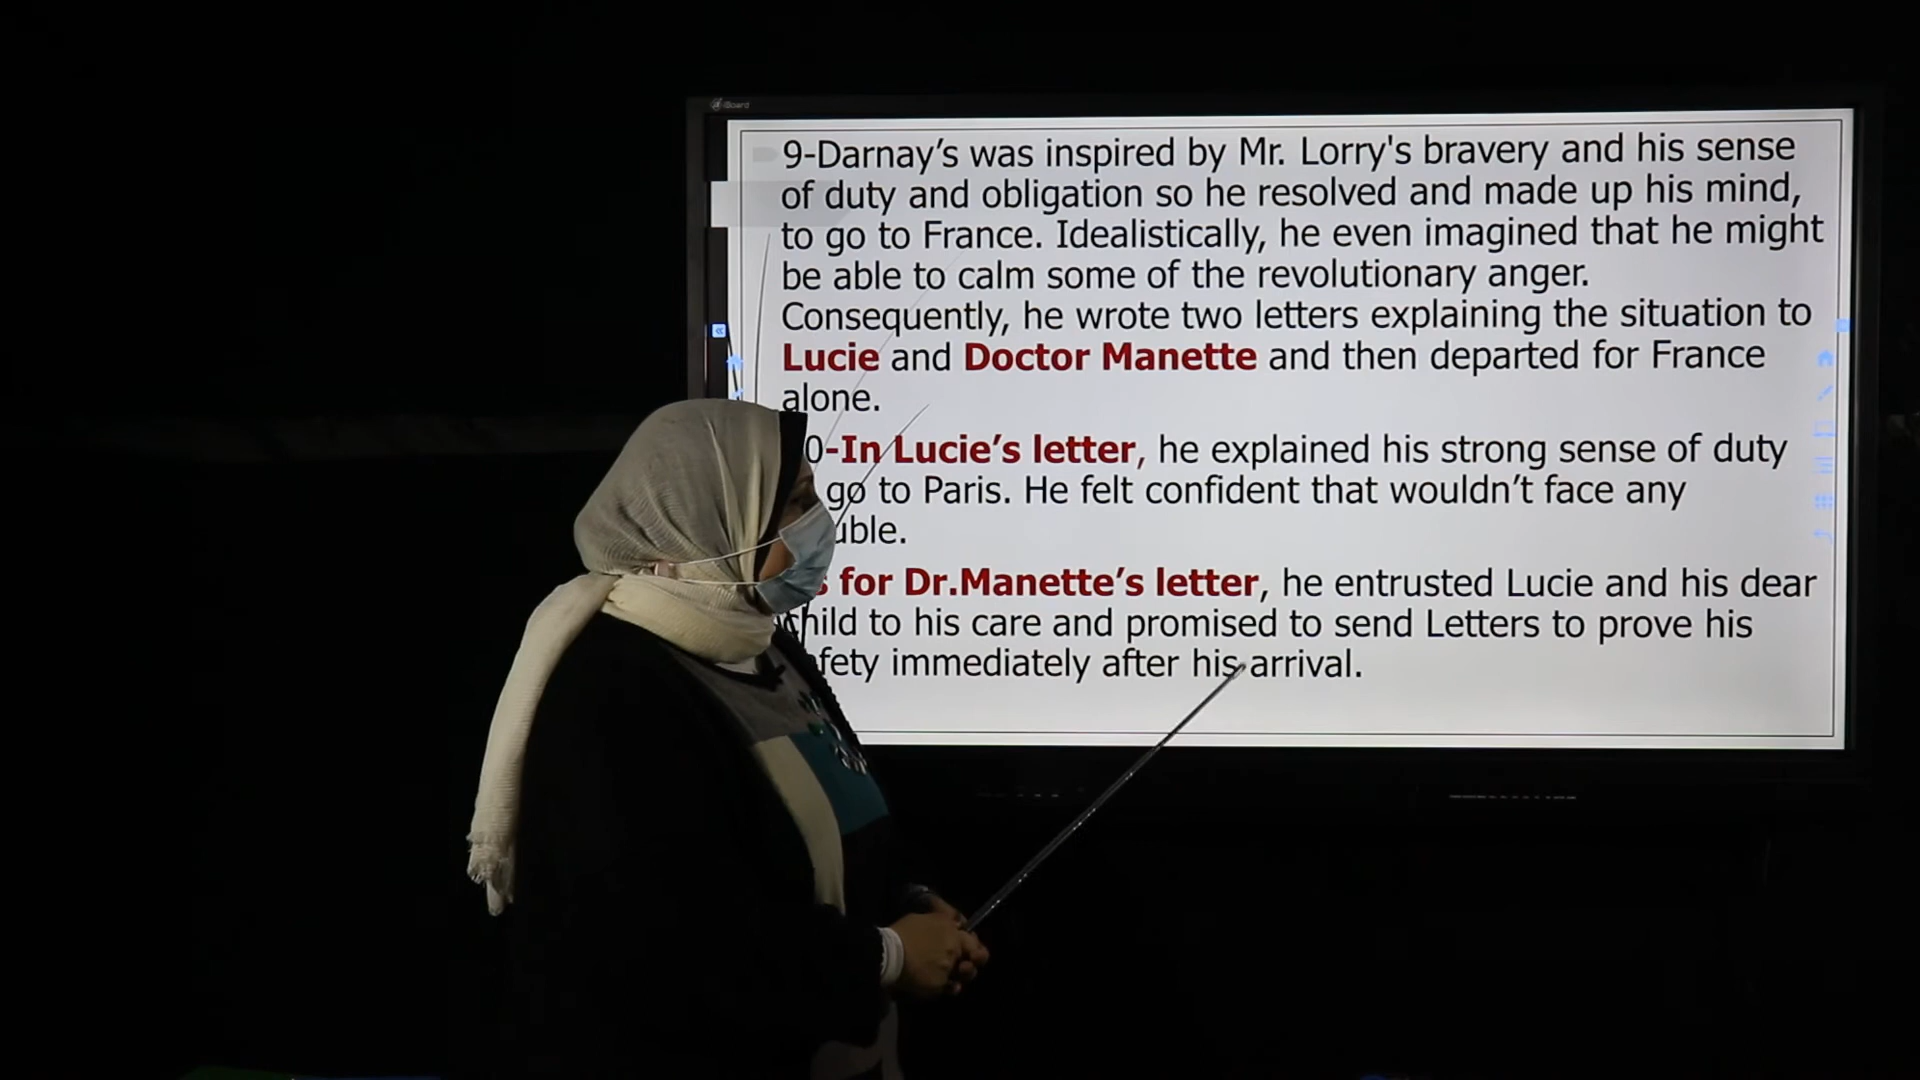 iBoard
9-Darnay’s was inspired by Mr. Lorry's bravery and his sense
of duty and obligation so he resolved and made up his mind,
to go to France. Idealistically, he even imagined that he might
be able to calm some of the revolutionary anger.
Consequently, he wrote two letters explaining the situation to
Lucie and Doctor Manette and then departed for France
alone.
0-In Lucie’s letter, he explained his strong sense of duty
go to Paris. He felt confident that wouldn’t face any
uble.
s for Dr.Manette’s letter, he entrusted Lucie and his dear
child to his care and promised to send Letters to prove his
fety immediately after his arrival.